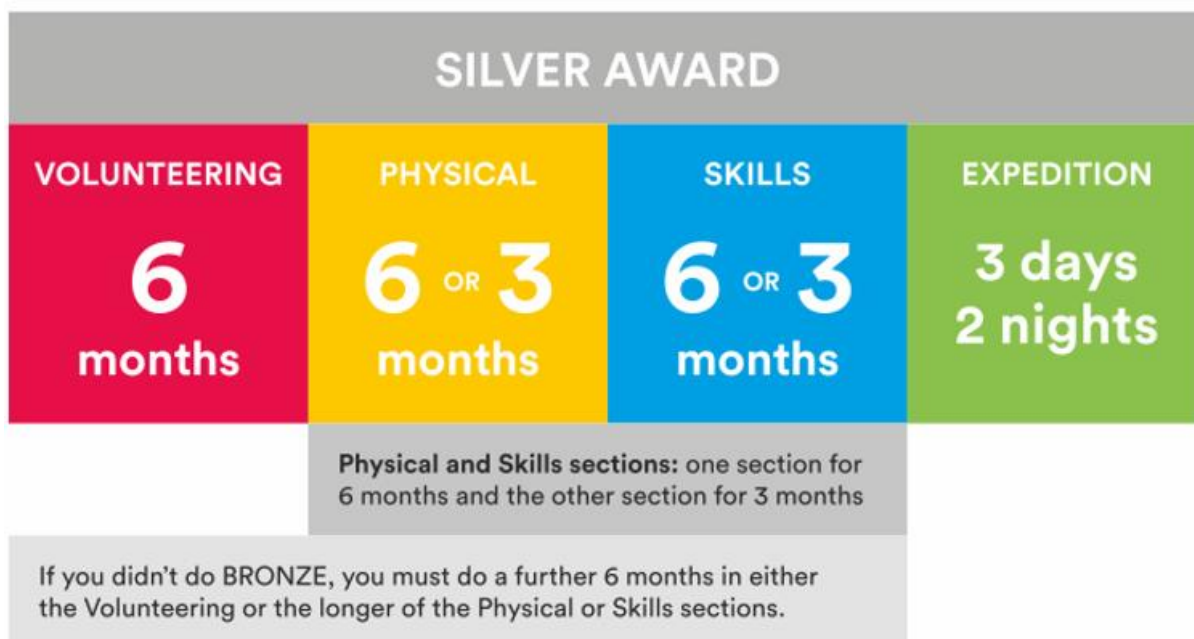 SILVER AWARD
VOLUNTEERING
6
months
PHYSICAL
6 OR 3
months
SKILLS
6 OR 3
months
EXPEDITION
3 days
2 nights
Physical and Skills sections: one section for
6 months and the other section for 3 months
If you didn't do BRONZE, you must do a further 6 months in either
the Volunteering or the longer of the Physical or Skills sections.